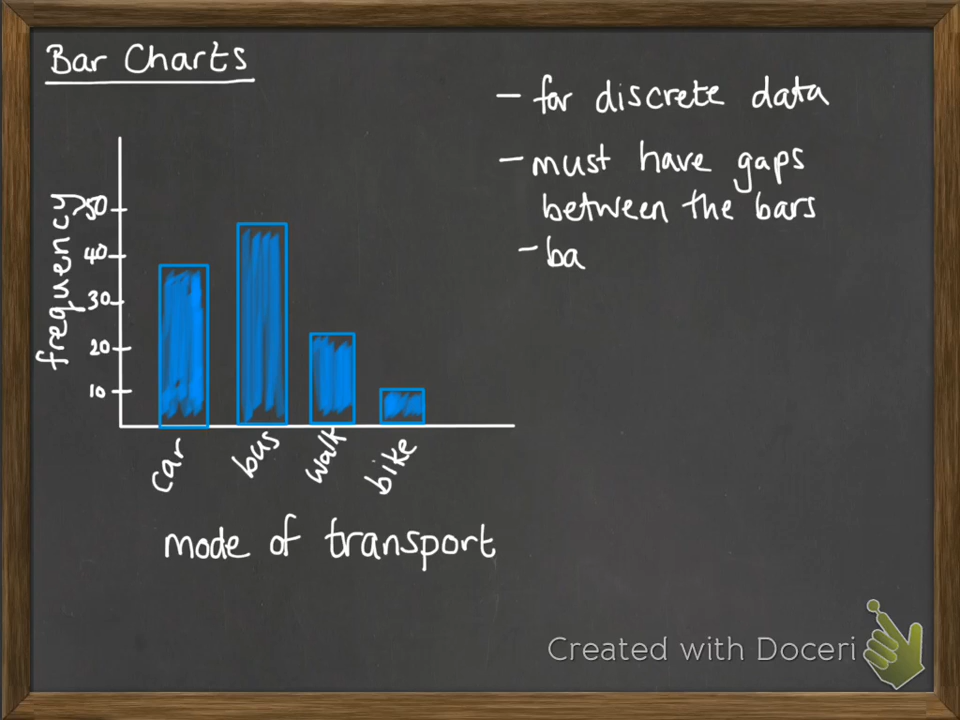 Bar Charts
- for discrete data
- must have gaps
between the bars
- ba
frequency
50
40
30
20
10
car
bus
walk
bike
mode of transport
Created with Doceri